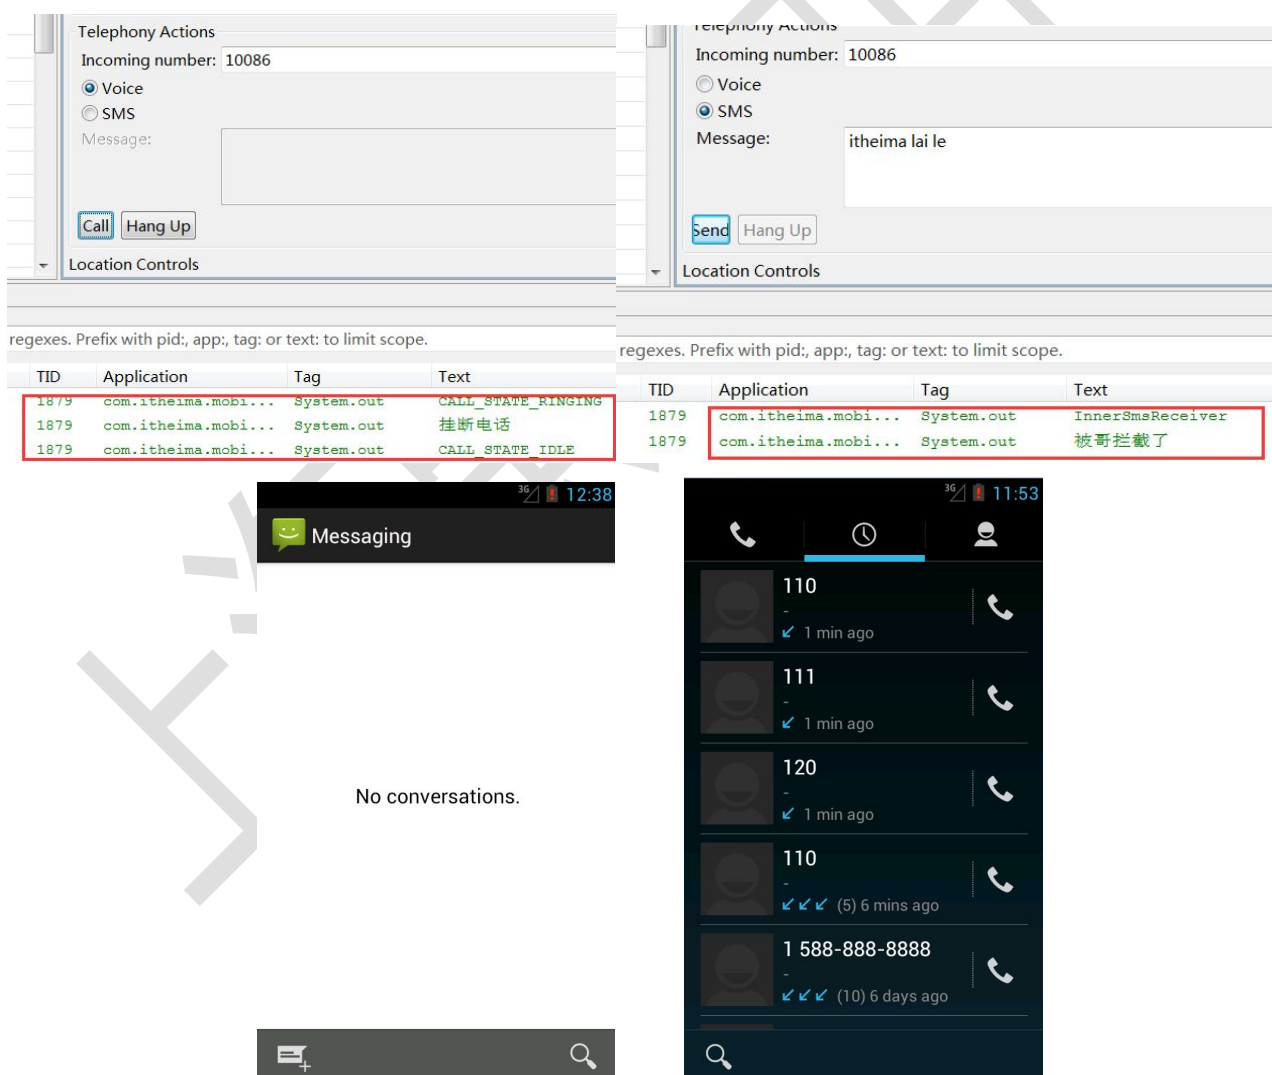 Telephony Actions
Incoming number: 10086
Voice
SMS
Message:
Call
Hang Up
Location Controls
regexes. Prefix with pid:, app:, tag: or text: to limit scope.
TID Application Tag Text
1879 com.itheima.mobi... System.out CALL_STATE_RINGING
1879 com.itheima.mobi... System.out 挂断电话
1879 com.itheima.mobi... System.out CALL_STATE_IDLE
Telephony Actions
Incoming number: 10086
Voice
SMS
Message: itheima lai le
Send
Hang Up
Location Controls
regexes. Prefix with pid:, app:, tag: or text: to limit scope.
TID Application Tag Text
1879 com.itheima.mobi... System.out InnerSmsReceiver
1879 com.itheima.mobi... System.out 被哥拦截了
3G 12:38
Messaging
No conversations.
3G 11:53
110
-
1 min ago
111
-
1 min ago
120
-
1 min ago
110
-
(5) 6 mins ago
1 588-888-8888
-
(10) 6 days ago